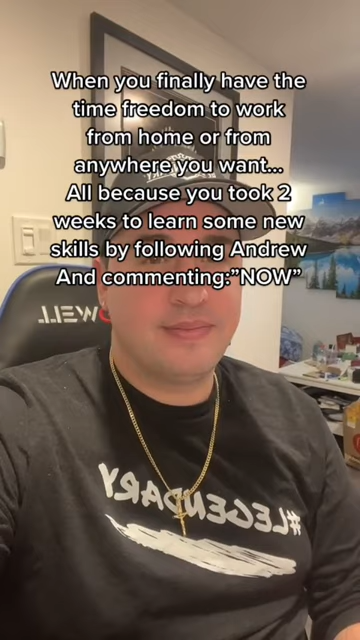 When you finally have the
time freedom to work
from home or from
anywhere you want...
All because you took 2
weeks to learn some new
skills by following Andrew
And commenting:"NOW"
#LEGENDARY